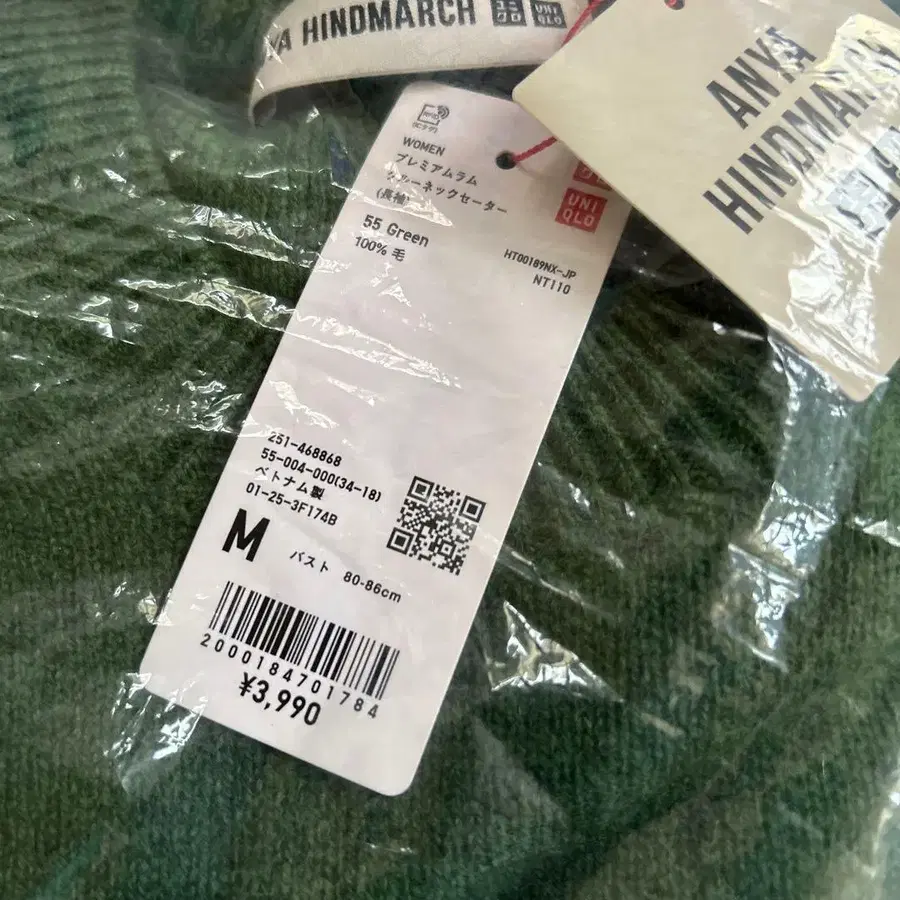 YA HINDMARCH
ANYA
HINDMARCH
UNI
QLO
WOMEN
プレミアムラム
クルーネックセーター
(長袖)
55 Green
100% 毛
HT00189NX-JP
NT110
251-468868
55-004-000(34-18)
ベトナム製
01-25-3F174B
M バスト 80-86cm
2000184701784
¥3,990